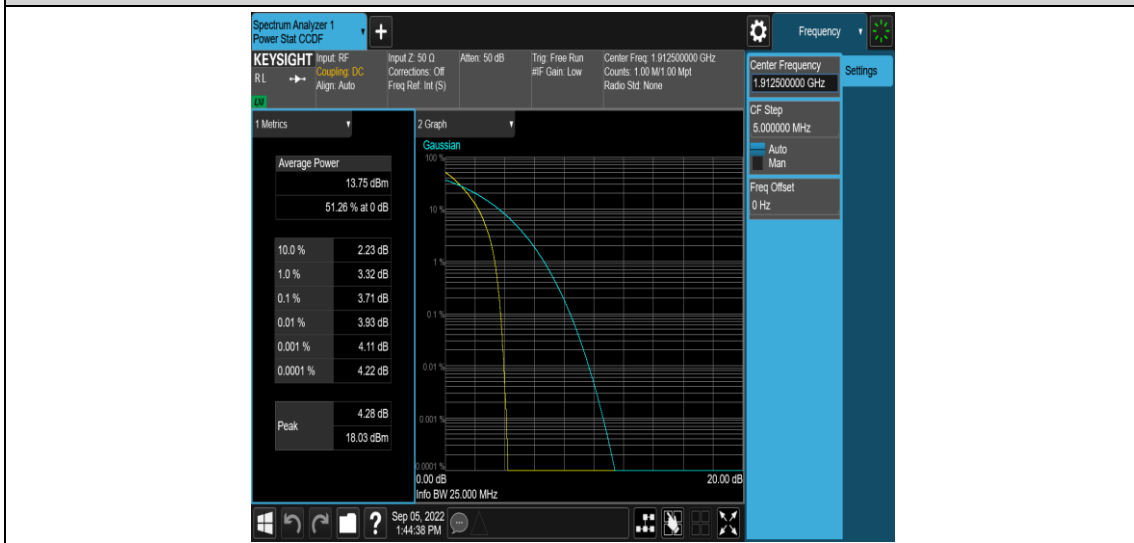 Spectrum Analyzer 1
Power Stat CCDF
+
Frequency
KEYSIGHT
RL
LXI
Input: RF
Coupling: DC
Align: Auto
Input Z: 50 Ω
Corrections: Off
Freq Ref: Int (S)
Atten: 50 dB
Trig: Free Run
#IF Gain: Low
Center Freq: 1.912500000 GHz
Counts: 1.00 M/1.00 Mpt
Radio Std: None
Center Frequency
1.912500000 GHz
Settings
CF Step
5.000000 MHz
Auto
Man
Freq Offset
0 Hz
1 Metrics
Average Power
13.75 dBm
51.26 % at 0 dB
10.0 % 2.23 dB
1.0 % 3.32 dB
0.1 % 3.71 dB
0.01 % 3.93 dB
0.001 % 4.11 dB
0.0001 % 4.22 dB
Peak
4.28 dB
18.03 dBm
2 Graph
Gaussian
100 %
10 %
1 %
0.1 %
0.01 %
0.001 %
0.0001 %
0.00 dB 20.00 dB
Info BW 25.000 MHz
?
Sep 05, 2022
1:44:38 PM